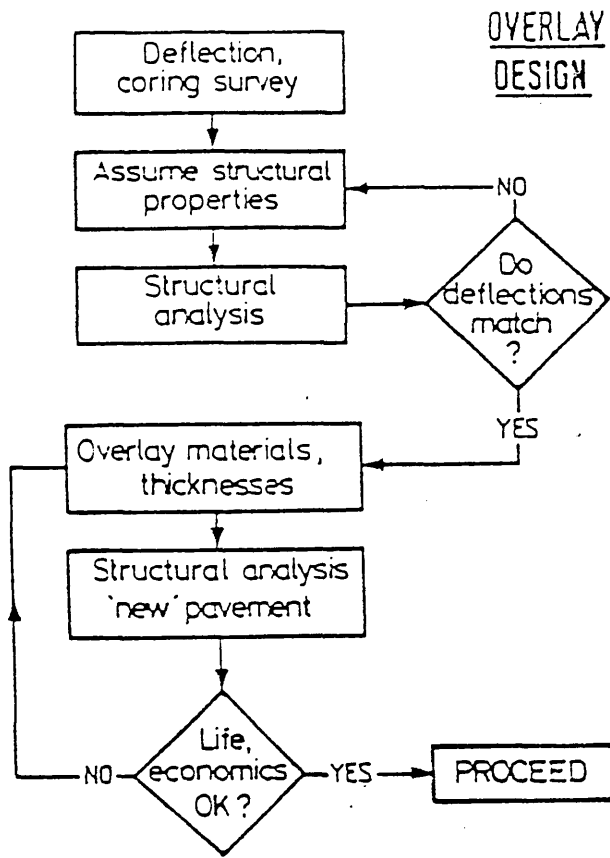 OVERLAY
DESIGN
Deflection,
coring survey
Assume structural
properties
NO
Structural
analysis
Do
deflections
match
?
YES
Overlay materials,
thicknesses
Structural analysis
'new' pavement
Life,
economics
OK?
NO
YES
PROCEED